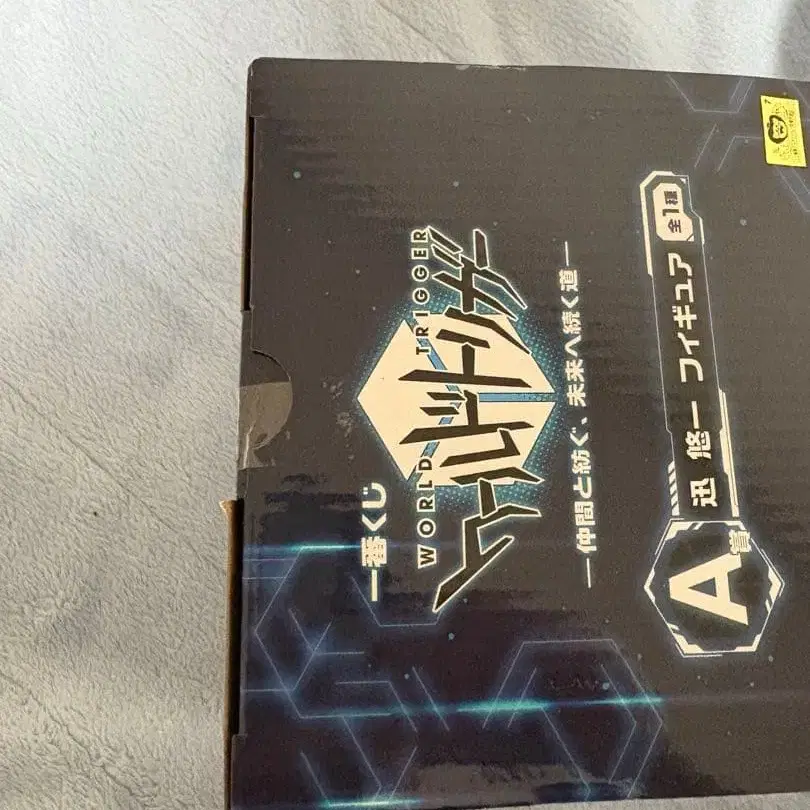 一番くじ
WORLD TRIGGER
ワールドトリガー
―仲間と紡ぐ、未来へ続く道―
A賞
迅 悠一 フィギュア 全1種